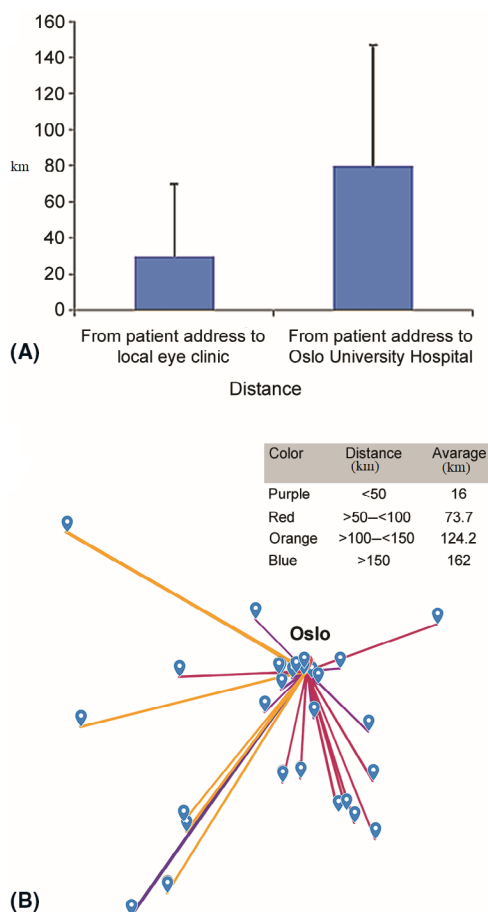 160
140
120
100
km
80
60
40
20
0
From patient address to
local eye clinic
From patient address to
Oslo University Hospital
(A)
Distance
Color Distance (km) Avarage (km)
Purple <50 16
Red >50–<100 73.7
Orange >100–<150 124.2
Blue >150 162
Oslo
(B)